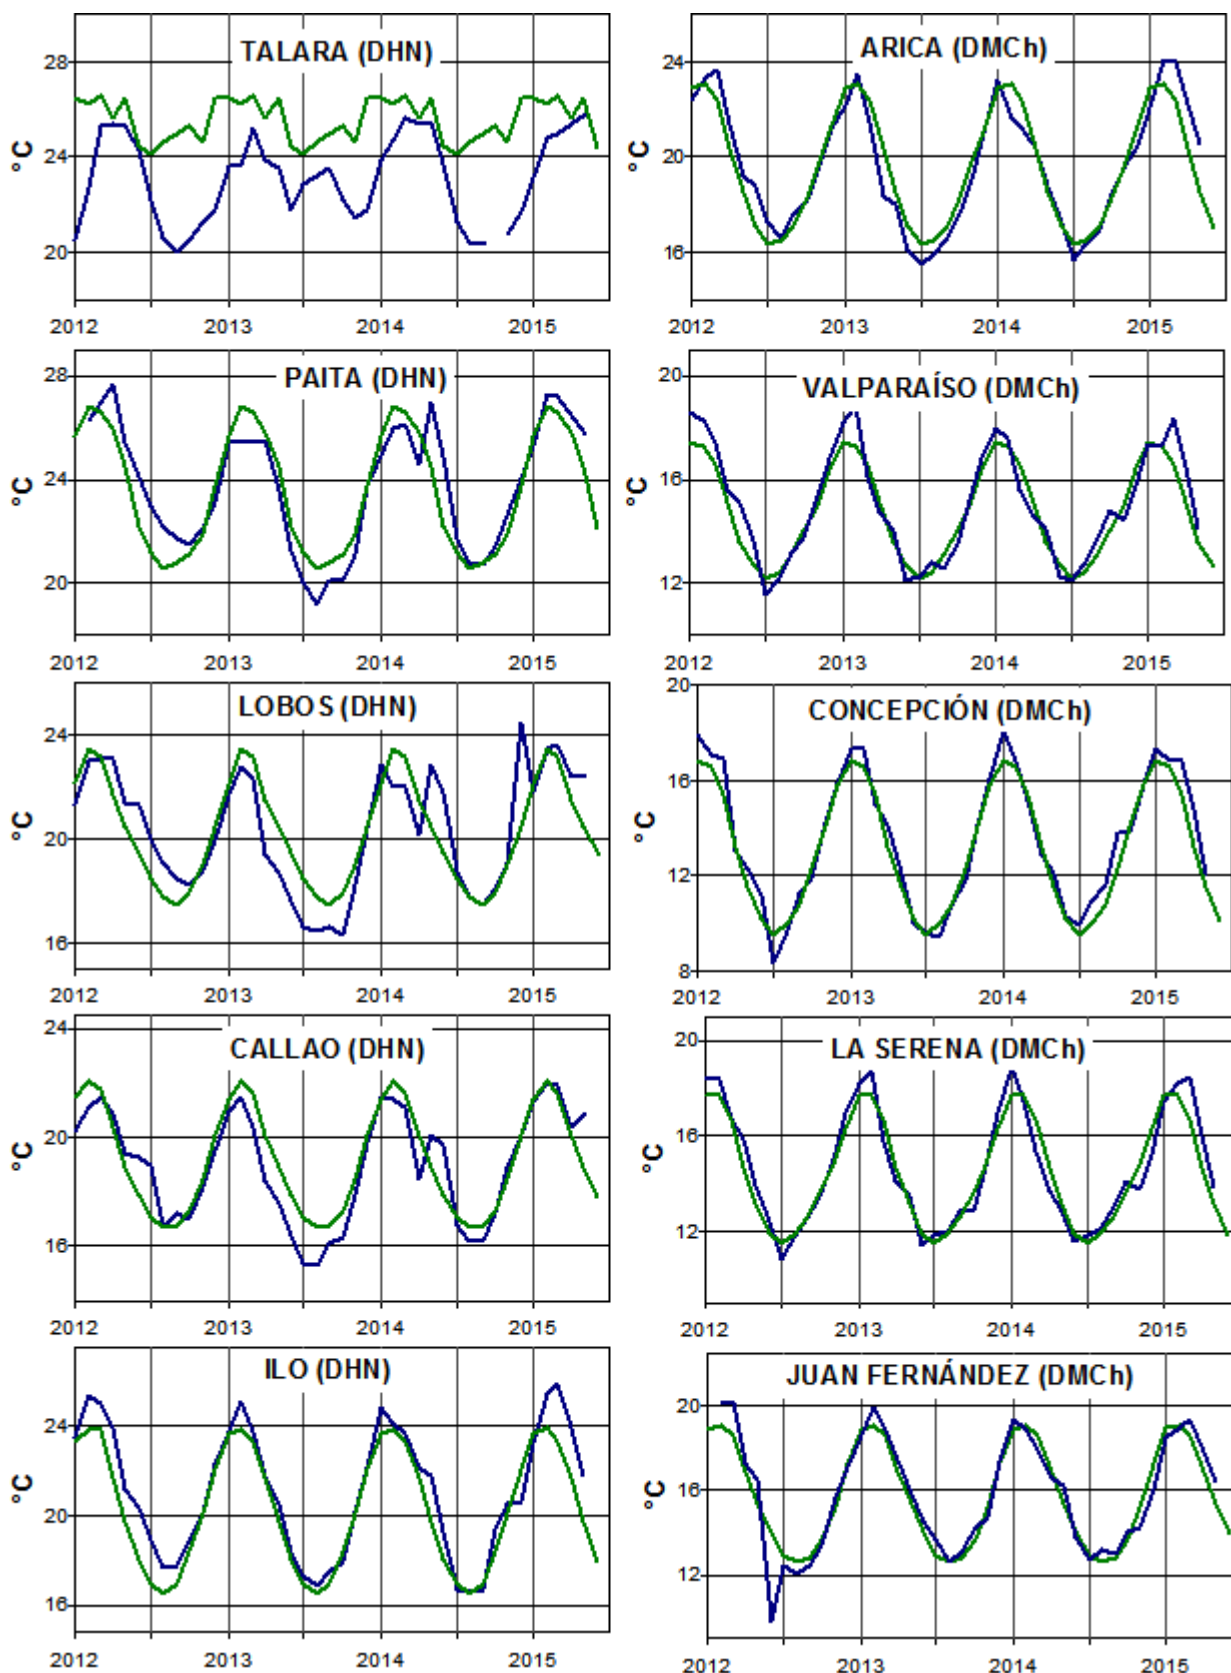 TALARA (DHN)
28
24
20
°C
2012 2013 2014 2015
PAITA (DHN)
28
24
20
°C
2012 2013 2014 2015
LOBOS (DHN)
24
20
16
°C
2012 2013 2014 2015
CALLAO (DHN)
24
20
16
°C
2012 2013 2014 2015
ILO (DHN)
24
20
16
°C
2012 2013 2014 2015
ARICA (DMCh)
24
20
16
°C
2012 2013 2014 2015
VALPARAÍSO (DMCh)
20
16
12
°C
2012 2013 2014 2015
CONCEPCIÓN (DMCh)
20
16
12
8
°C
2012 2013 2014 2015
LA SERENA (DMCh)
20
16
12
°C
2012 2013 2014 2015
JUAN FERNÁNDEZ (DMCh)
20
16
12
°C
2012 2013 2014 2015